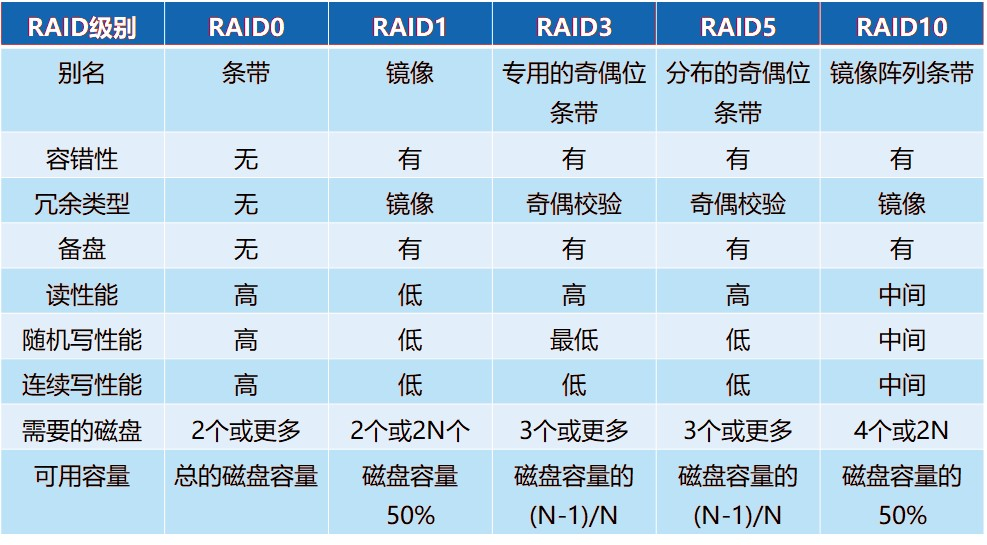 RAID级别 RAID0 RAID1 RAID3 RAID5 RAID10
别名 条带 镜像 专用的奇偶位 分布的奇偶位 镜像阵列条带
条带 条带
容错性 无 有 有 有 有
冗余类型 无 镜像 奇偶校验 奇偶校验 镜像
备盘 无 有 有 有 有
读性能 高 低 高 高 中间
随机写性能 高 低 最低 低 中间
连续写性能 高 低 低 低 中间
需要的磁盘 2个或更多 2个或2N个 3个或更多 3个或更多 4个或2N
可用容量 总的磁盘容量 磁盘容量 磁盘容量的 磁盘容量的 磁盘容量的
50% (N-1)/N (N-1)/N 50%